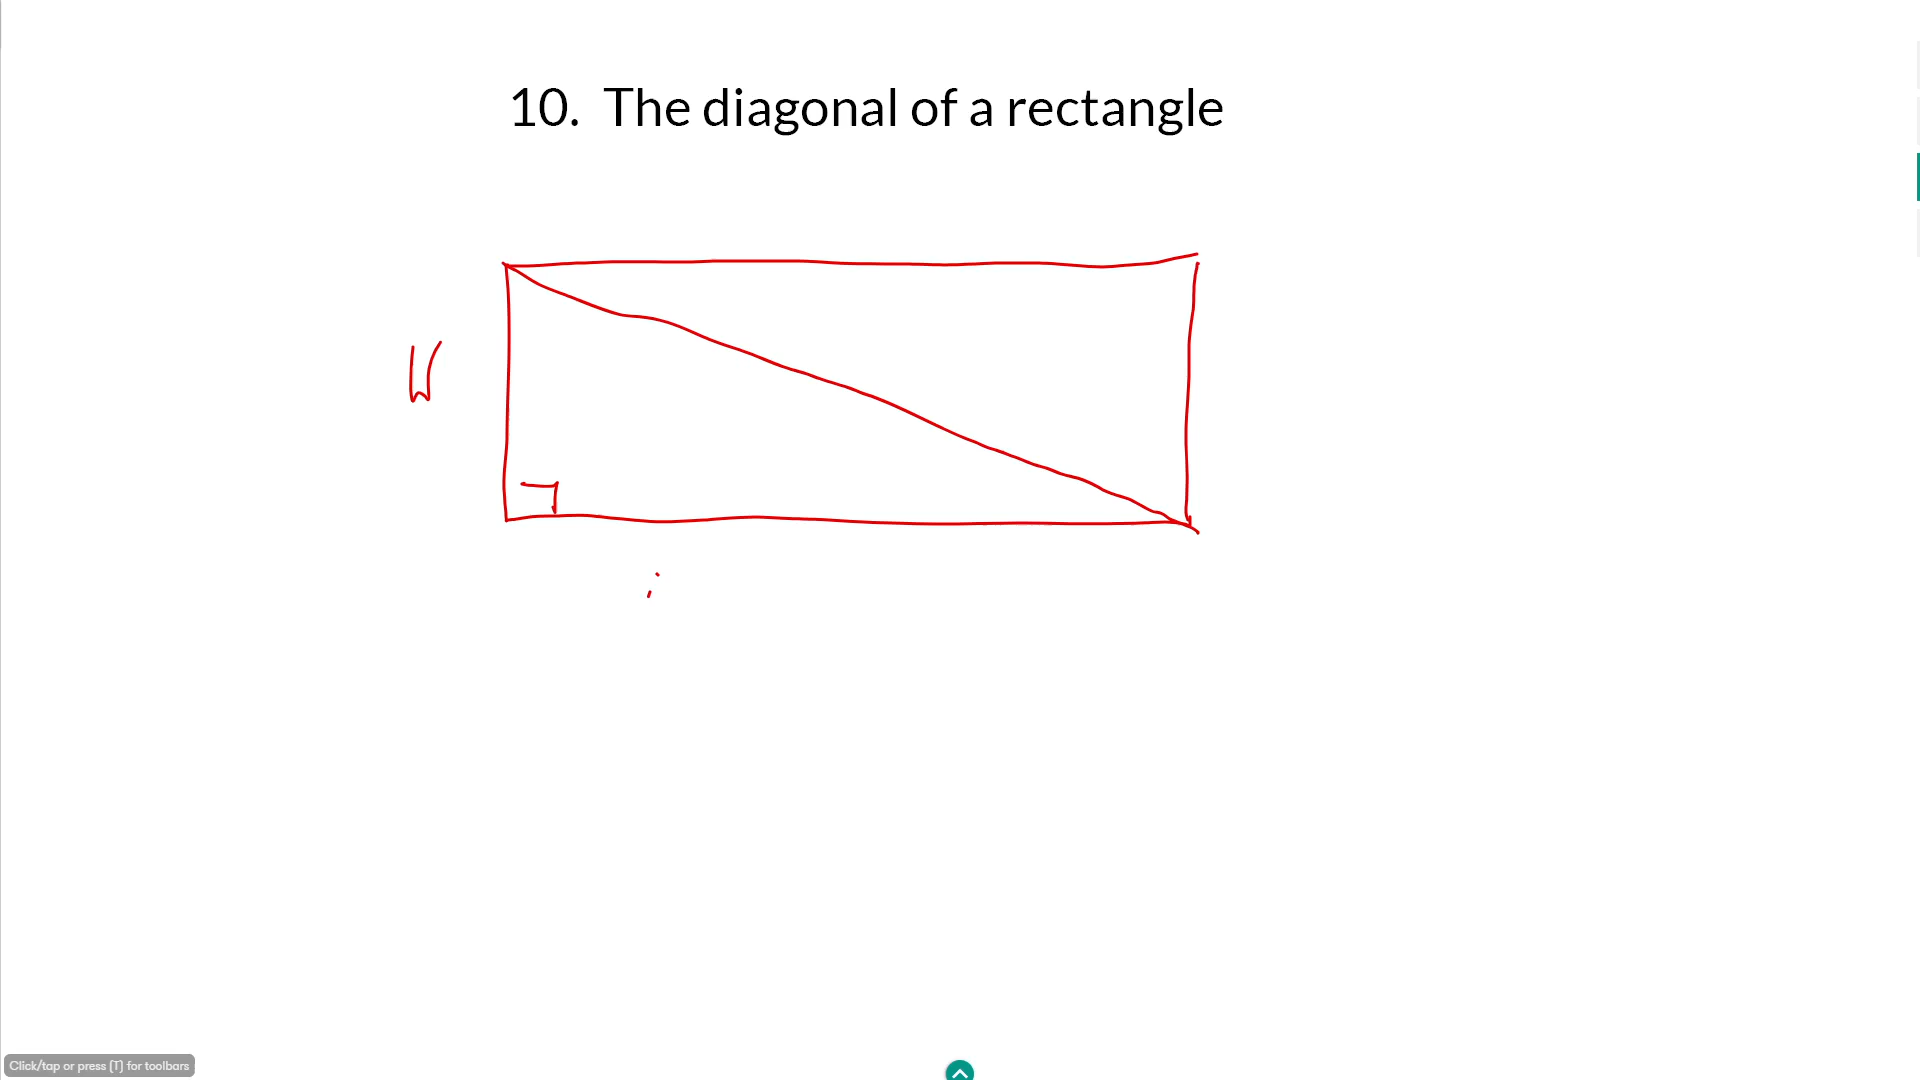 10. The diagonal of a rectangle
W
Click/tap or press (T) for toolbars